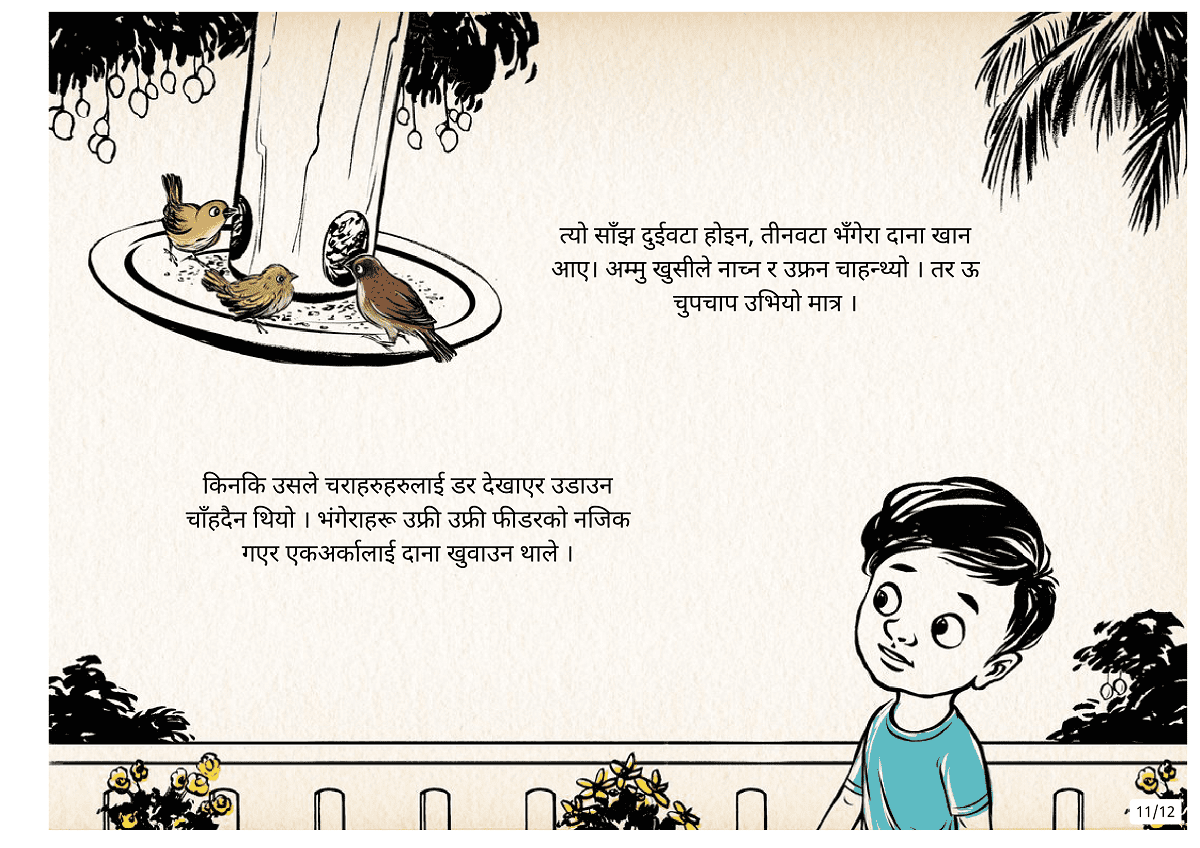 त्यो साँझ दुईवटा होइन, तीनवटा भँगेरा दाना खान
आए। अम्मु खुसीले नाच्न र उफ्रन चाहन्थ्यो । तर ऊ
चुपचाप उभियो मात्र ।
किनकि उसले चराहरुहरुलाई डर देखाएर उडाउन
चाँहदैन थियो । भंगेराहरू उफ्री उफ्री फीडरको नजिक
गएर एकअर्कालाई दाना खुवाउन थाले ।
11/12